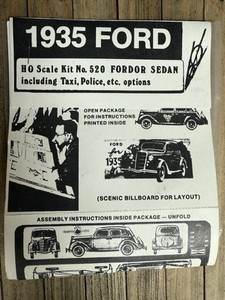 1935 FORD
HO Scale Kit No. 520 FORDOR SEDAN
including Taxi, Police, etc. options
OPEN PACKAGE
FOR INSTRUCTIONS
PRINTED INSIDE
FORD
for
1935
(SCENIC BILLBOARD FOR LAYOUT)
ASSEMBLY INSTRUCTIONS INSIDE PACKAGE — UNFOLD